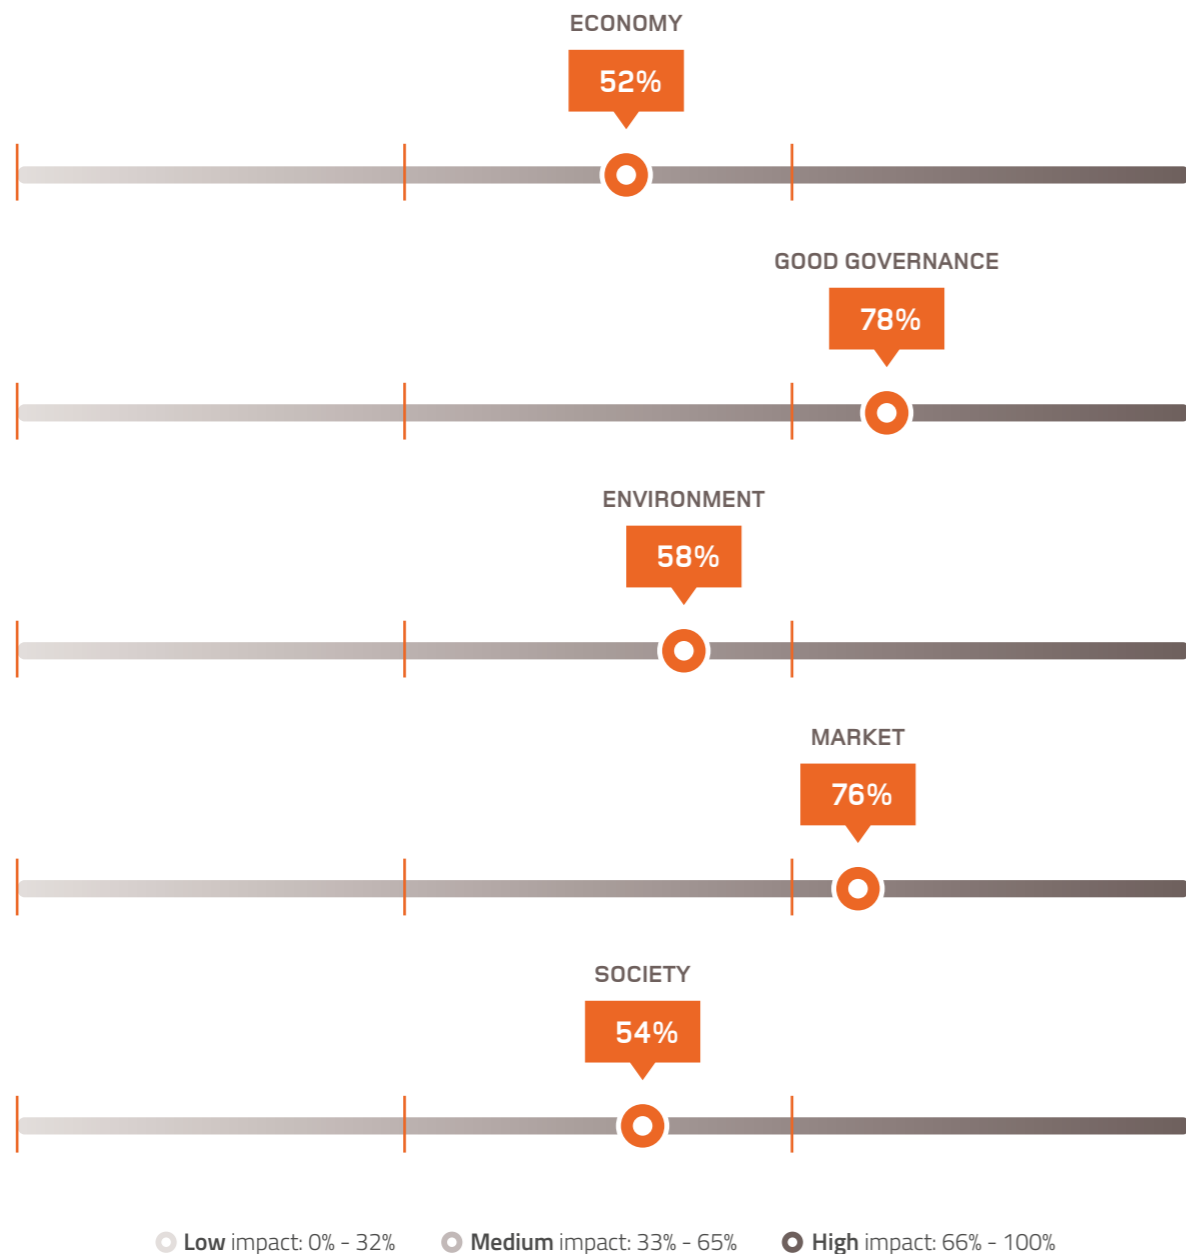 ECONOMY
52%
GOOD GOVERNANCE
78%
ENVIRONMENT
58%
MARKET
76%
SOCIETY
54%
Low impact: 0% - 32% Medium impact: 33% - 65% High impact: 66% - 100%